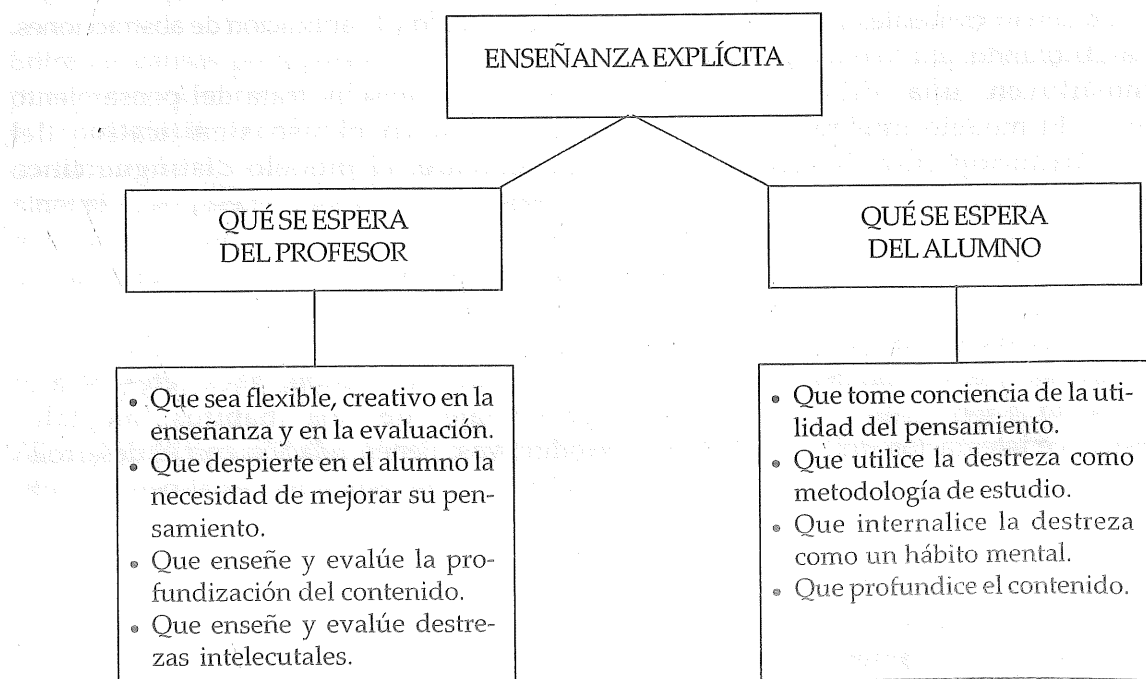 ENSEÑANZA EXPLÍCITA
QUÉ SE ESPERA
DEL PROFESOR
QUÉ SE ESPERA
DEL ALUMNO
• Que sea flexible, creativo en la
enseñanza y en la evaluación.
• Que despierte en el alumno la
necesidad de mejorar su pen-
samiento.
• Que enseñe y evalúe la pro-
fundización del contenido.
• Que enseñe y evalúe destre-
zas intelecutales.
• Que tome conciencia de la uti-
lidad del pensamiento.
• Que utilice la destreza como
metodología de estudio.
• Que internalice la destreza
como un hábito mental.
• Que profundice el contenido.